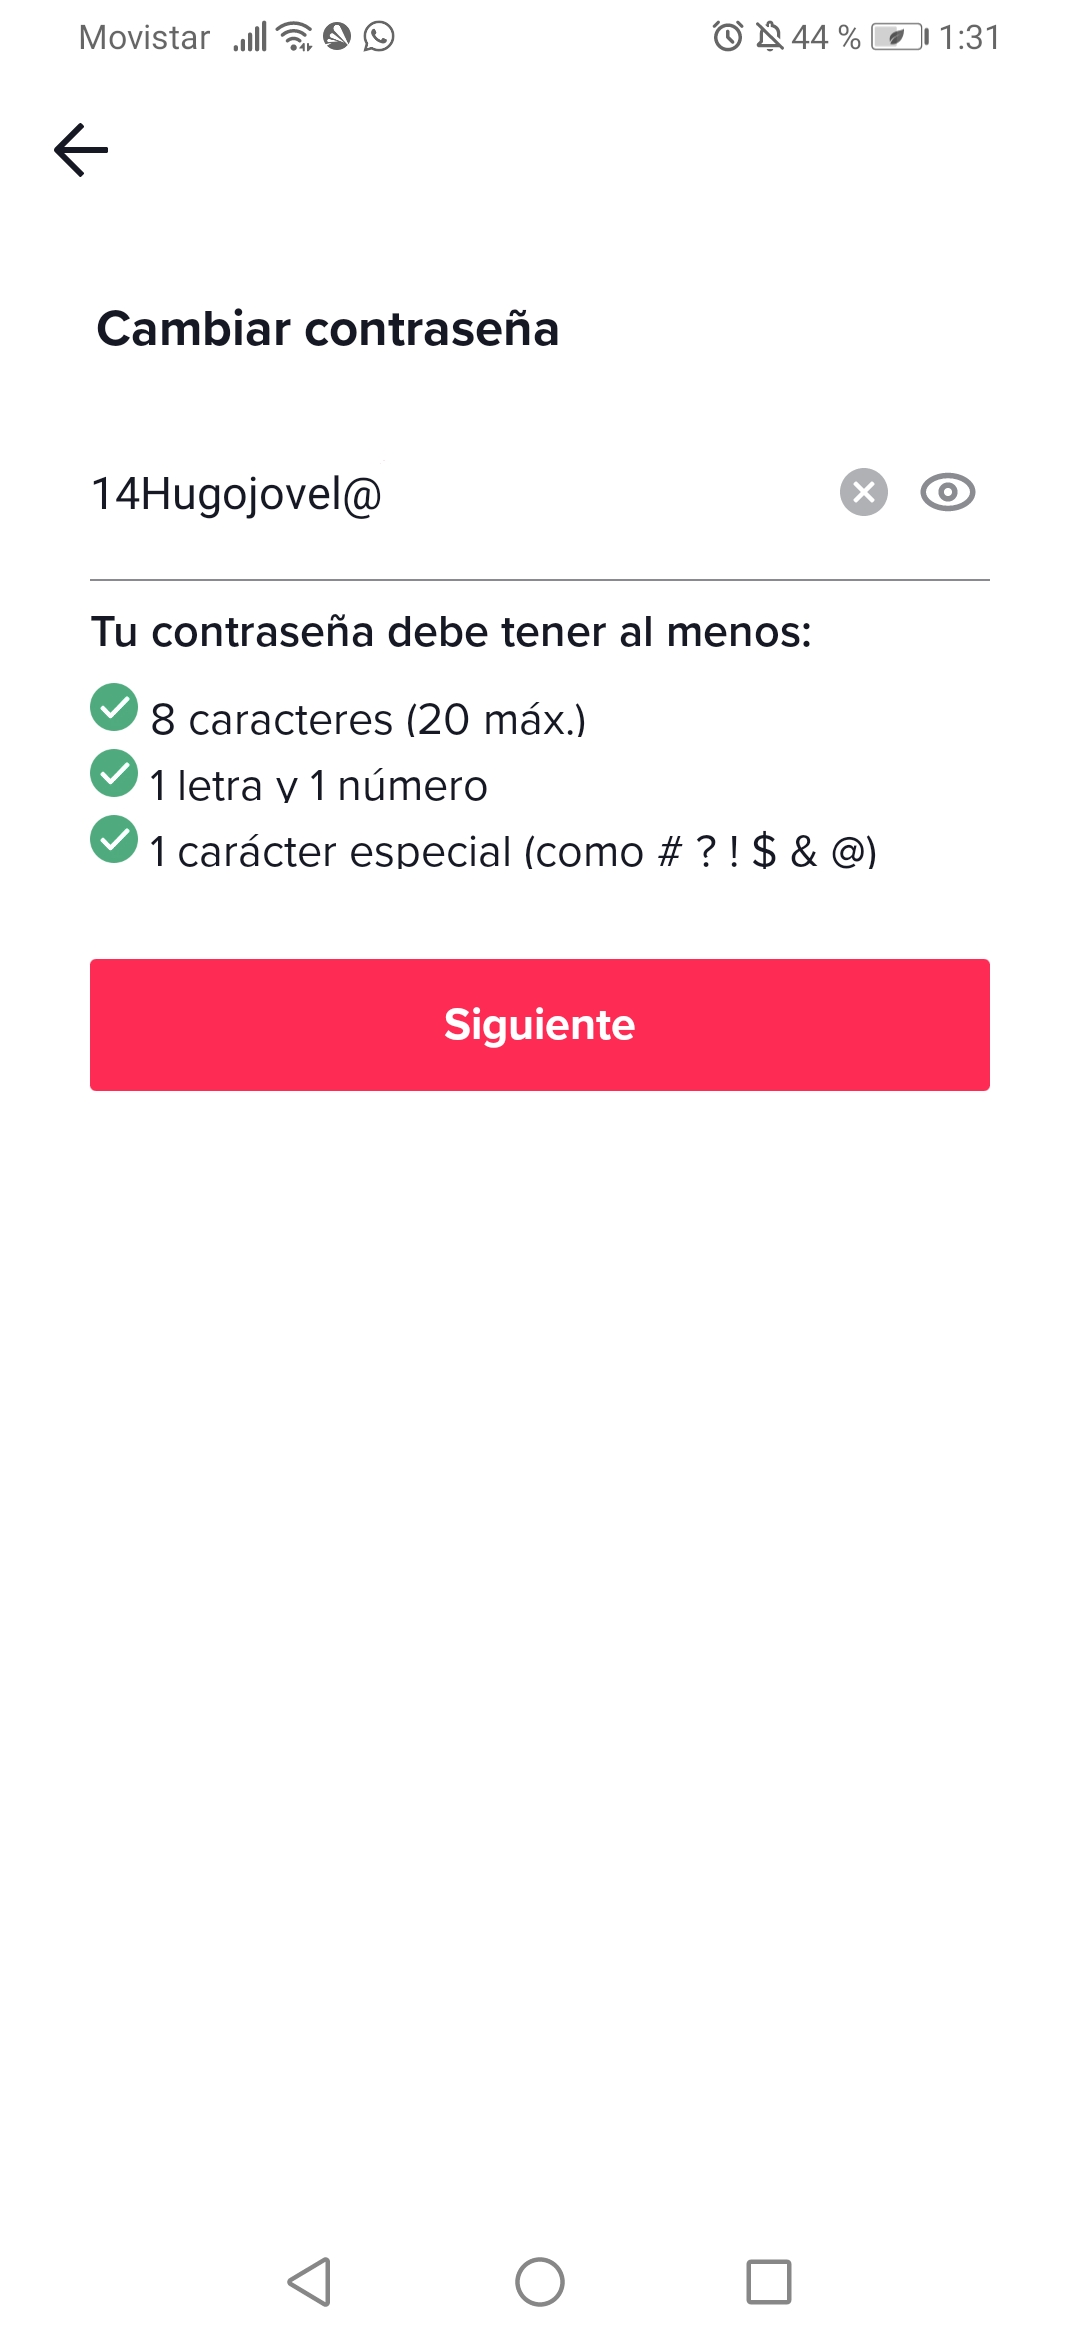 Movistar 44 % 1:31
Cambiar contraseña
14Hugojovel@
Tu contraseña debe tener al menos:
8 caracteres (20 máx.)
1 letra y 1 número
1 carácter especial (como # ? ! $ & @)
Siguiente